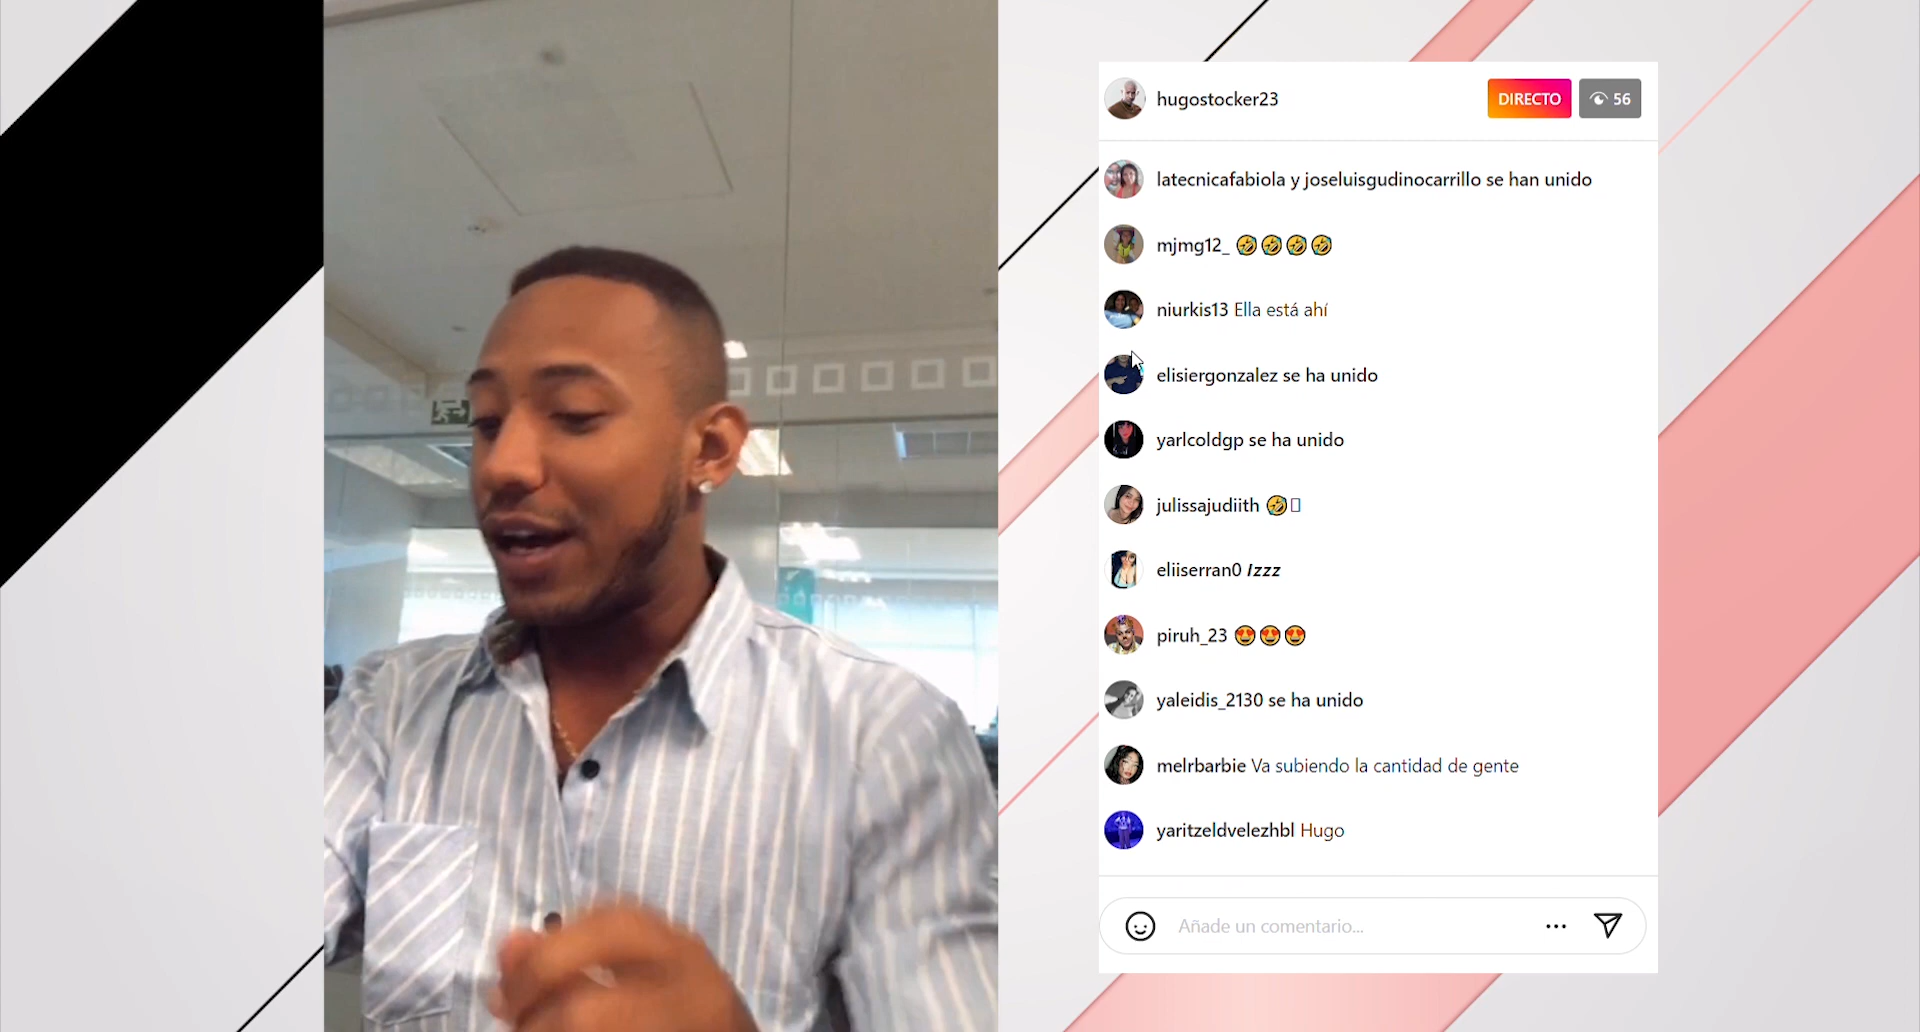 hugostocker23
DIRECTO
56
latecnicafabiola y joseluisgudinocarrillo se han unido
mjmg12_ 🤣🤣🤣🤣
niurkis13 Ella está ahí
elisiergonzalez se ha unido
yarlcoldgp se ha unido
julissajudiith 🤣
eliiserran0 Izzz
piruh_23 😍😍😍
yaleidis_2130 se ha unido
melrbarbie Va subiendo la cantidad de gente
yaritzeldvelezhbl Hugo
Añade un comentario...